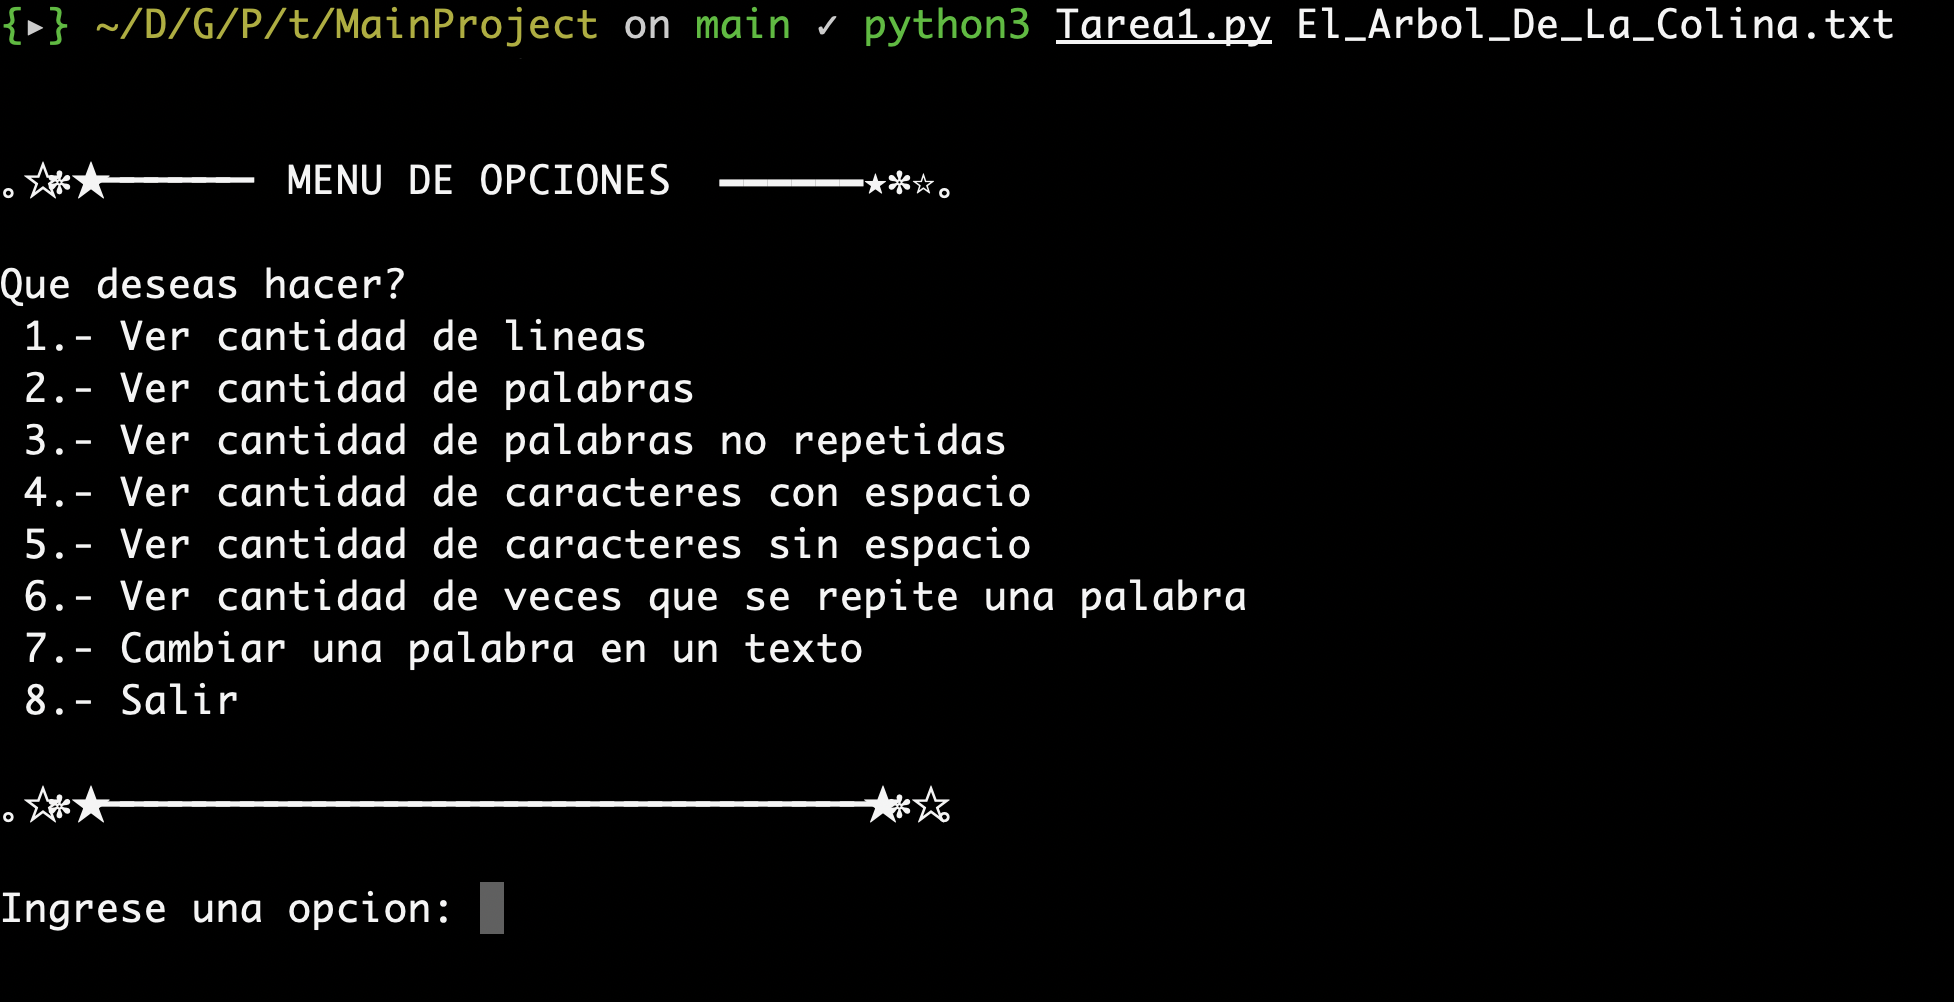 {▸} ~/D/G/P/t/MainProject on main ✓ python3 Tarea1.py El_Arbol_De_La_Colina.txt
｡☆✽★━━━━━━ MENU DE OPCIONES ━━━━━━★✽☆｡
Que deseas hacer?
1.- Ver cantidad de lineas
2.- Ver cantidad de palabras
3.- Ver cantidad de palabras no repetidas
4.- Ver cantidad de caracteres con espacio
5.- Ver cantidad de caracteres sin espacio
6.- Ver cantidad de veces que se repite una palabra
7.- Cambiar una palabra en un texto
8.- Salir
｡☆✽★━━━━━━━━━━━━━━━━━━━━━━━━━━━━━━━━★✽☆｡
Ingrese una opcion: